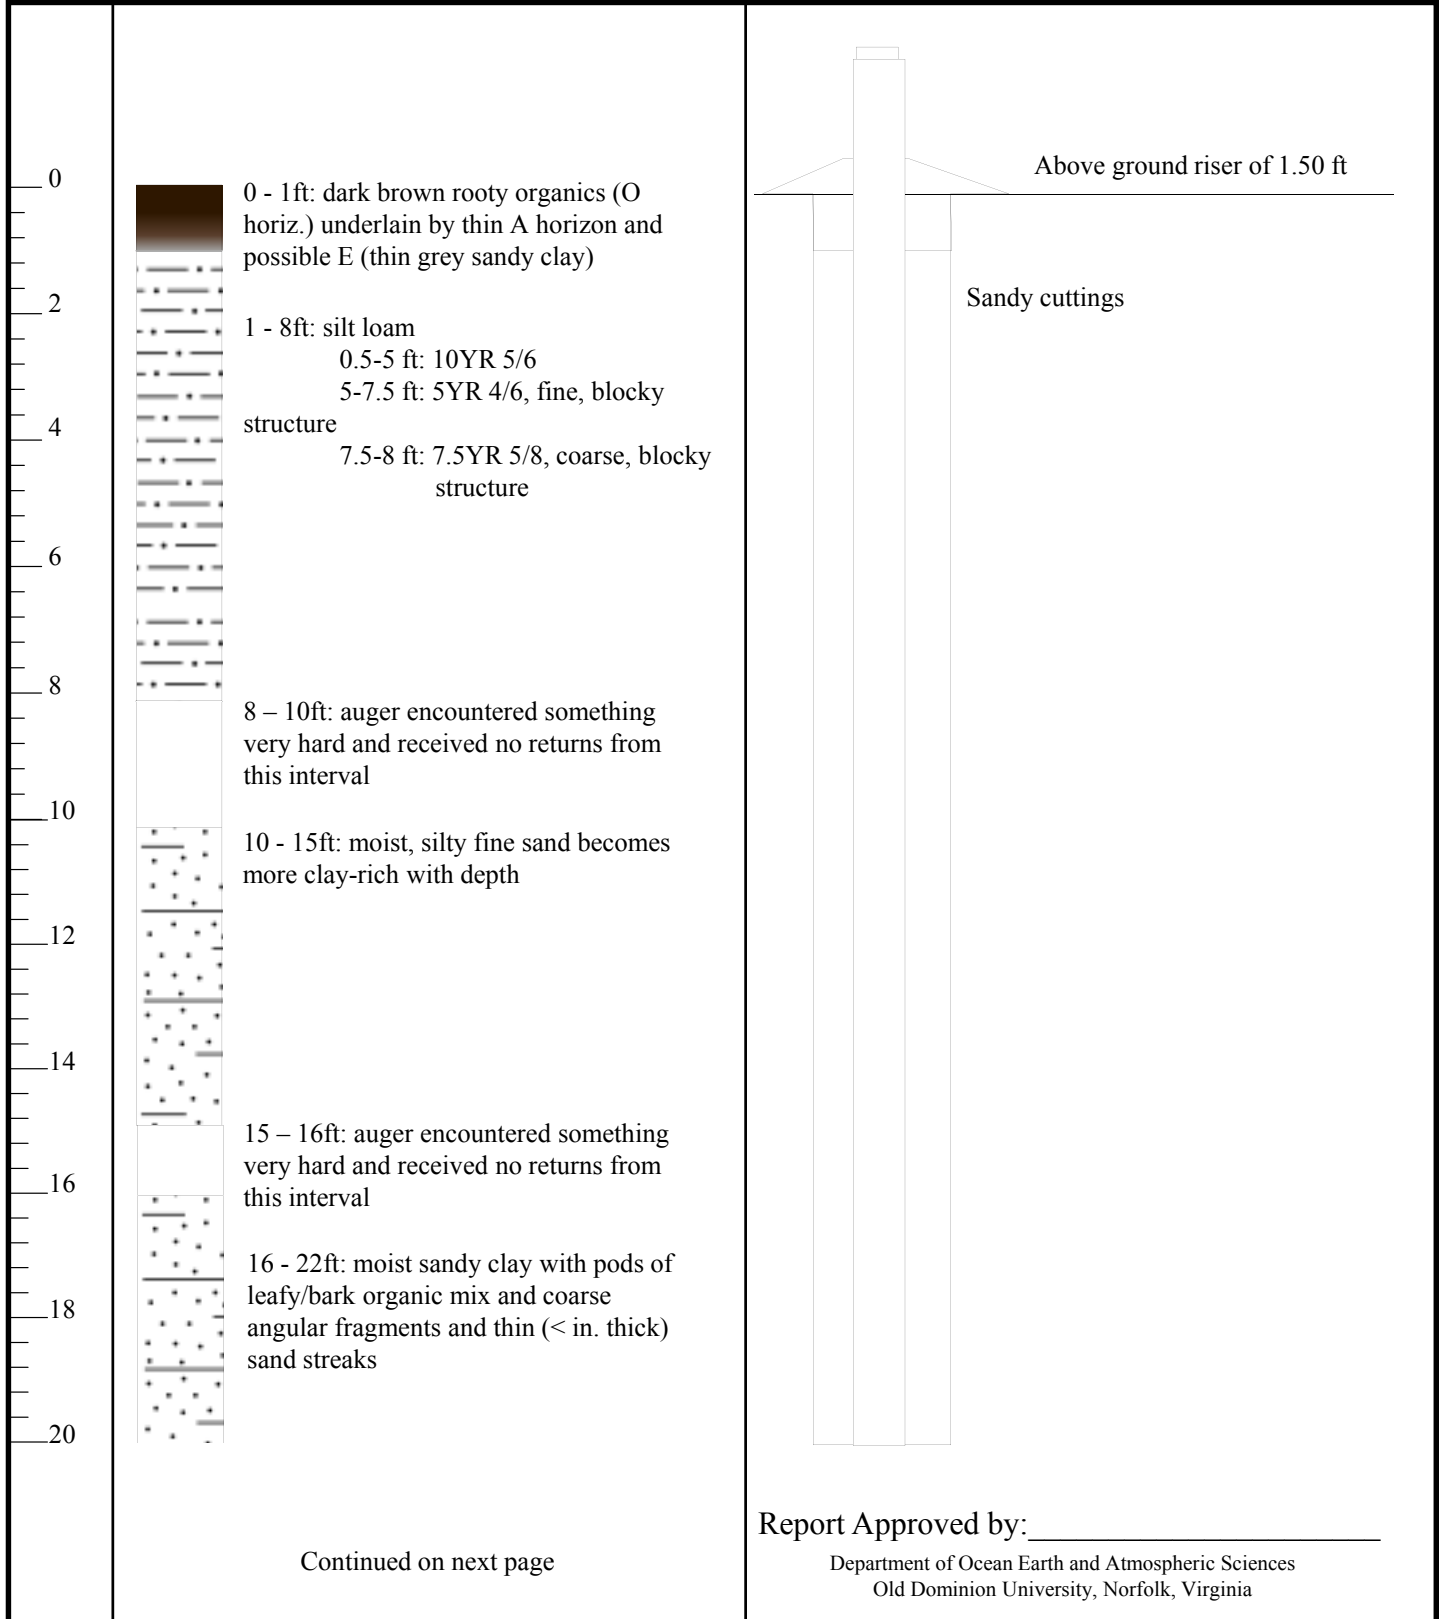 0
2
4
6
8
10
12
14
16
18
20
0 - 1ft: dark brown rooty organics (O
horiz.) underlain by thin A horizon and
possible E (thin grey sandy clay)
1 - 8ft: silt loam
0.5-5 ft: 10YR 5/6
5-7.5 ft: 5YR 4/6, fine, blocky
structure
7.5-8 ft: 7.5YR 5/8, coarse, blocky
structure
8 – 10ft: auger encountered something
very hard and received no returns from
this interval
10 - 15ft: moist, silty fine sand becomes
more clay-rich with depth
15 – 16ft: auger encountered something
very hard and received no returns from
this interval
16 - 22ft: moist sandy clay with pods of
leafy/bark organic mix and coarse
angular fragments and thin (< in. thick)
sand streaks
Continued on next page
Above ground riser of 1.50 ft
Sandy cuttings
Report Approved by:______________________
Department of Ocean Earth and Atmospheric Sciences
Old Dominion University, Norfolk, Virginia